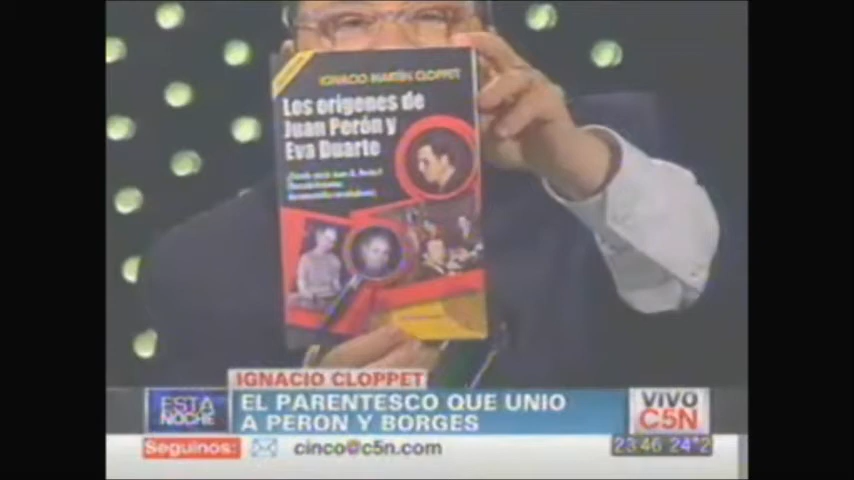 IGNACIO MARTÍN CLOPPET
Los orígenes de
Juan Perón y
Eva Duarte
IGNACIO CLOPPET
ESTA
NOCHE
EL PARENTESCO QUE UNIO
A PERON Y BORGES
VIVO
C5N
Seguinos:
cinco@c5n.com
23:46 24°2